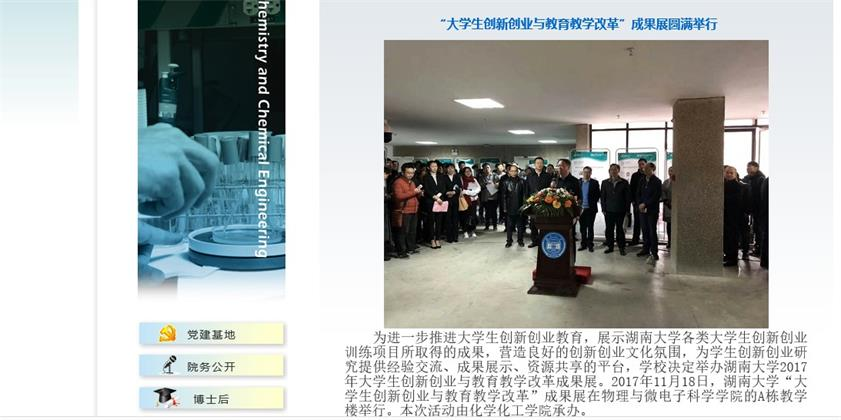 “大学生创新创业与教育教学改革”成果展圆满举行
hemistry and Chemical Engineering
党建基地
院务公开
博士后
为进一步推进大学生创新创业教育，展示湖南大学各类大学生创新创业
训练项目所取得的成果，营造良好的创新创业文化氛围，为学生创新创业研
究提供经验交流、成果展示、资源共享的平台，学校决定举办湖南大学2017
年大学生创新创业与教育教学改革成果展。2017年11月18日，湖南大学“大
学生创新创业与教育教学改革”成果展在物理与微电子科学学院的A栋教学
楼举行。本次活动由化学化工学院承办。